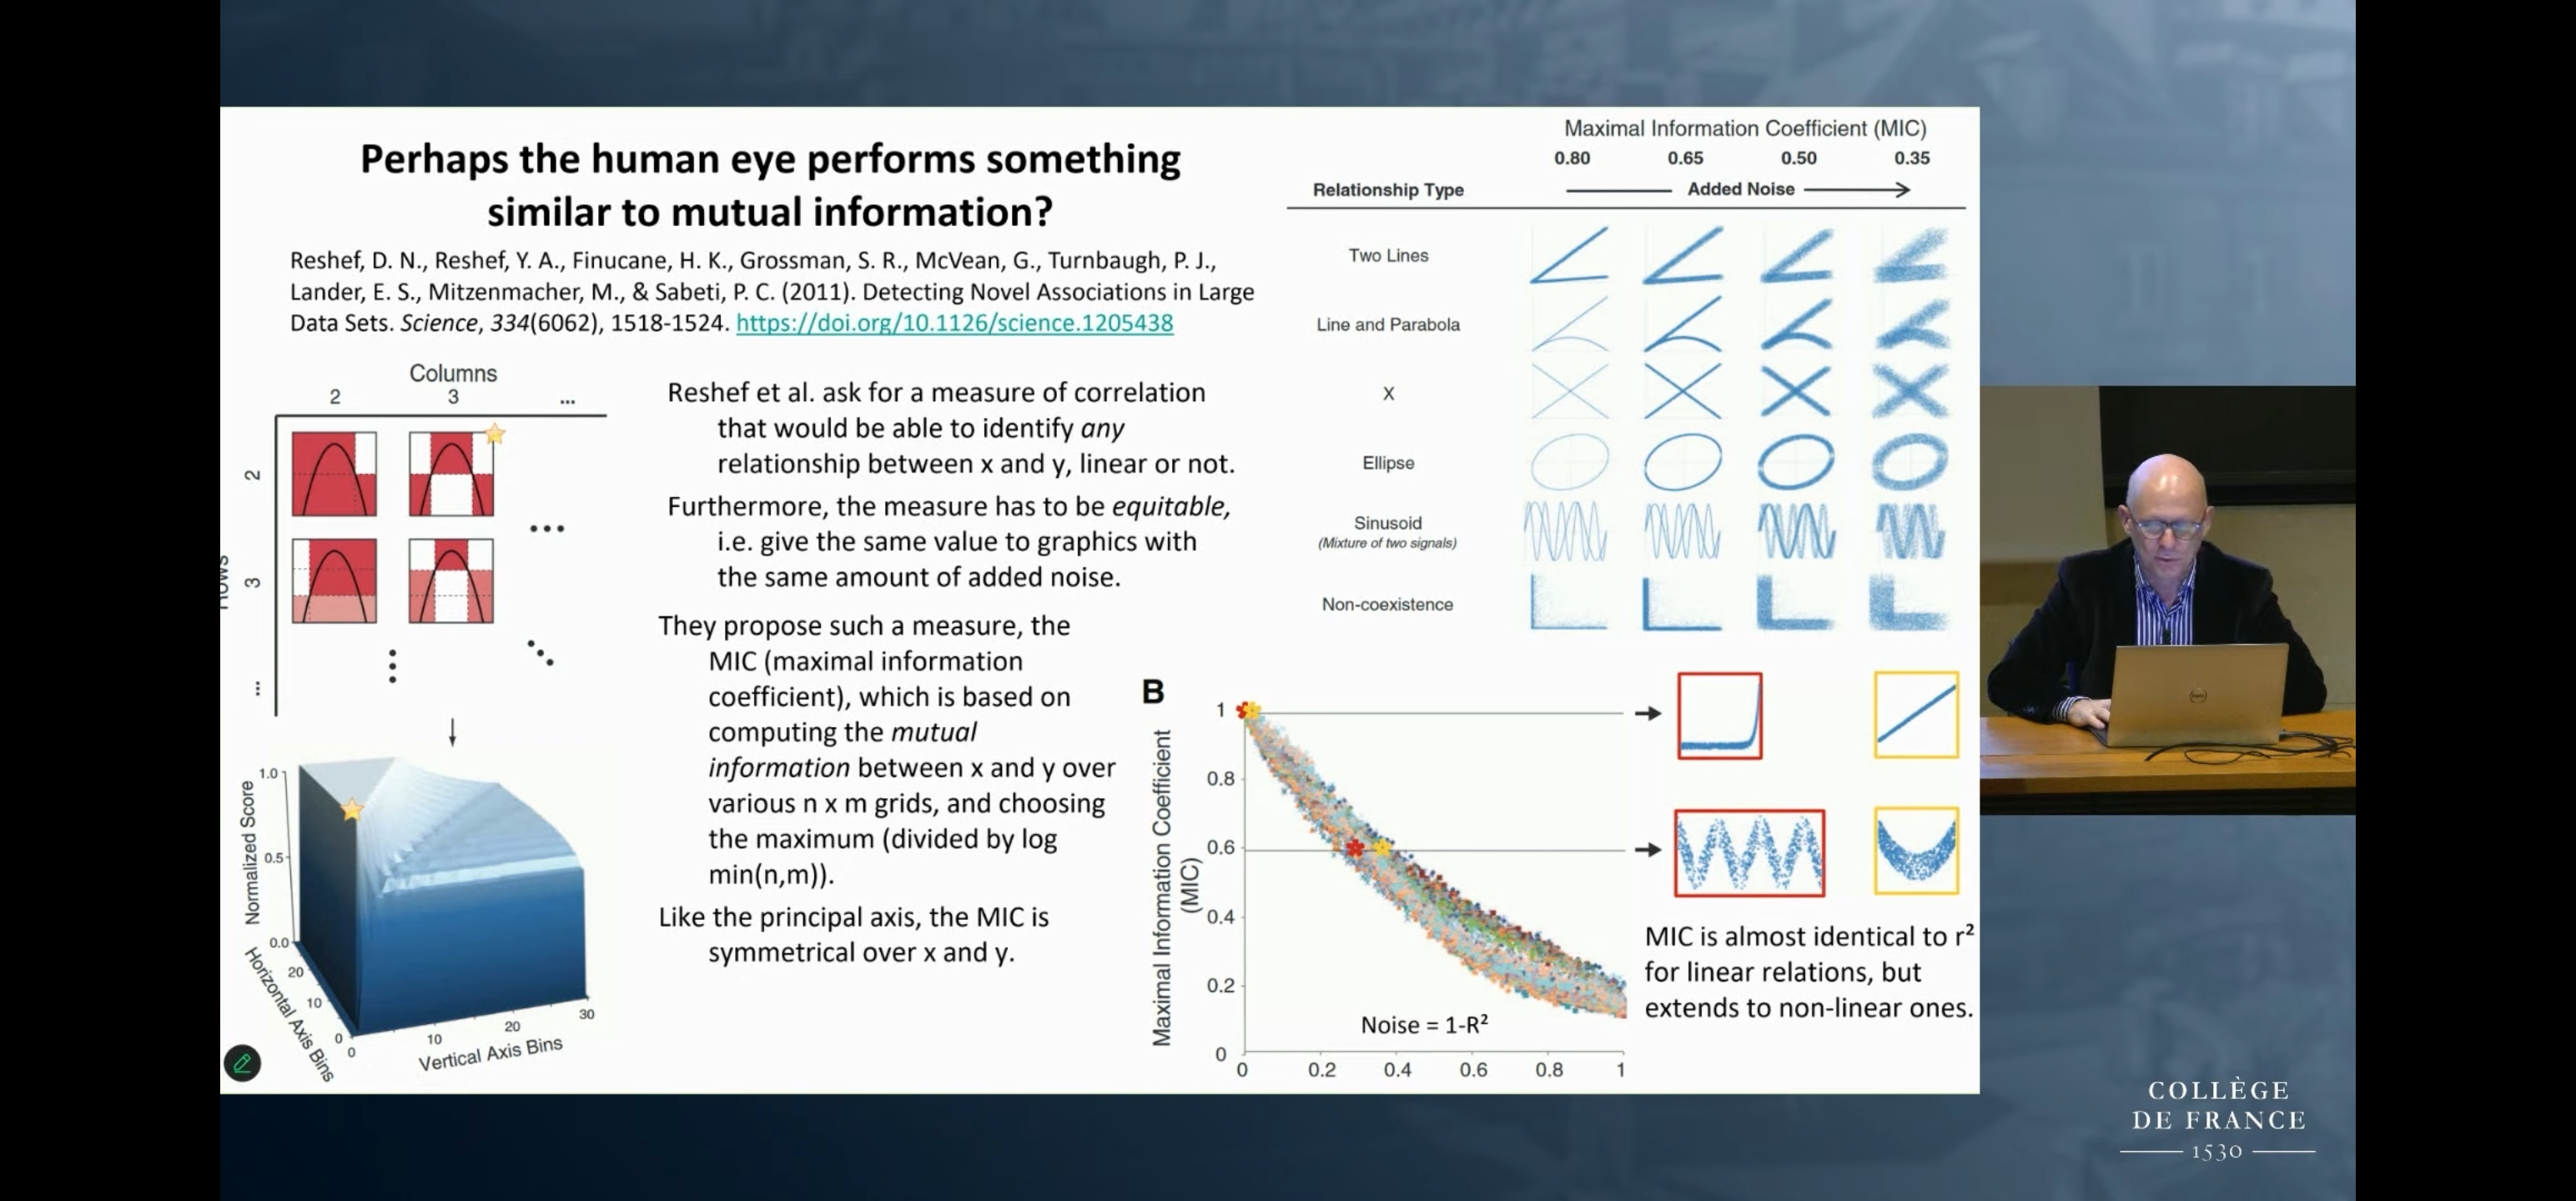 Perhaps the human eye performs something
similar to mutual information?
Reshef, D. N., Reshef, Y. A., Finucane, H. K., Grossman, S. R., McVean, G., Turnbaugh, P. J.,
Lander, E. S., Mitzenmacher, M., & Sabeti, P. C. (2011). Detecting Novel Associations in Large
Data Sets. Science, 334(6062), 1518-1524. https://doi.org/10.1126/science.1205438
Columns
2 3 ...
2
3
...
Normalized Score
1.0
0.5
0.0
Horizontal Axis Bins
20
10
0
0
10
20
30
Vertical Axis Bins
Reshef et al. ask for a measure of correlation
that would be able to identify any
relationship between x and y, linear or not.
Furthermore, the measure has to be equitable,
i.e. give the same value to graphics with
the same amount of added noise.
They propose such a measure, the
MIC (maximal information
coefficient), which is based on
computing the mutual
information between x and y over
various n x m grids, and choosing
the maximum (divided by log
min(n,m)).
Like the principal axis, the MIC is
symmetrical over x and y.
Maximal Information Coefficient (MIC)
0.80 0.65 0.50 0.35
Relationship Type Added Noise
Two Lines
Line and Parabola
X
Ellipse
Sinusoid
(Mixture of two signals)
Non-coexistence
B
Maximal Information Coefficient
(MIC)
1
0.8
0.6
0.4
0.2
0
Noise = 1-R²
0 0.2 0.4 0.6 0.8 1
MIC is almost identical to r²
for linear relations, but
extends to non-linear ones.
COLLÈGE
DE FRANCE
1530